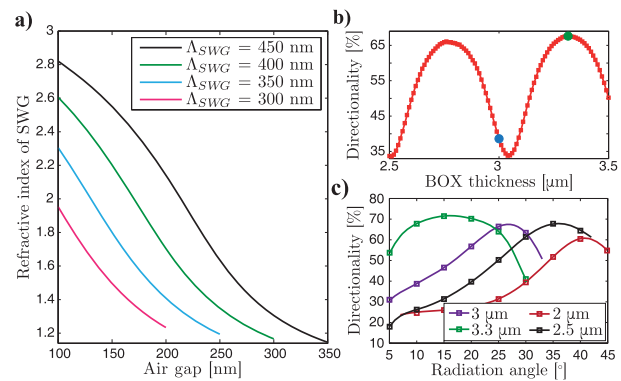 a)
3
2.8
2.6
2.4
2.2
2
1.8
1.6
1.4
1.2
Refractive index of SWG
Λ_SWG = 450 nm
Λ_SWG = 400 nm
Λ_SWG = 350 nm
Λ_SWG = 300 nm
100 150 200 250 300 350
Air gap [nm]
b)
65
55
45
35
Directionality [%]
2.5 3 3.5
BOX thickness [μm]
c)
80
70
60
50
40
30
20
10
Directionality [%]
3 μm 2 μm
3.3 μm 2.5 μm
5 10 15 20 25 30 35 40 45
Radiation angle [°]